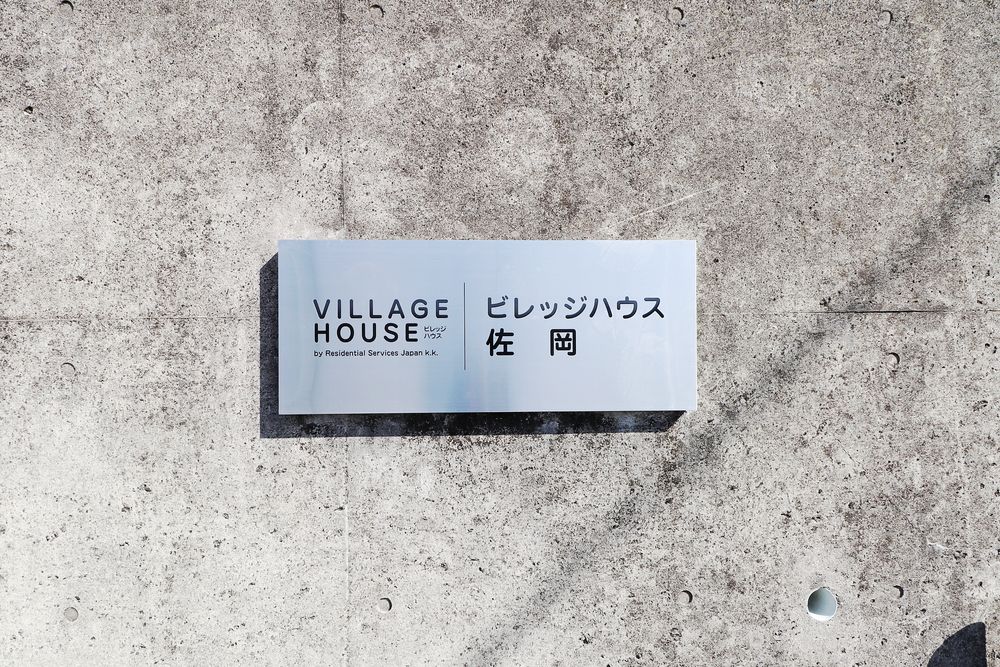 VILLAGE
HOUSE ビレッジ
ハウス
by Residential Services Japan k.k.
ビレッジハウス
佐 岡